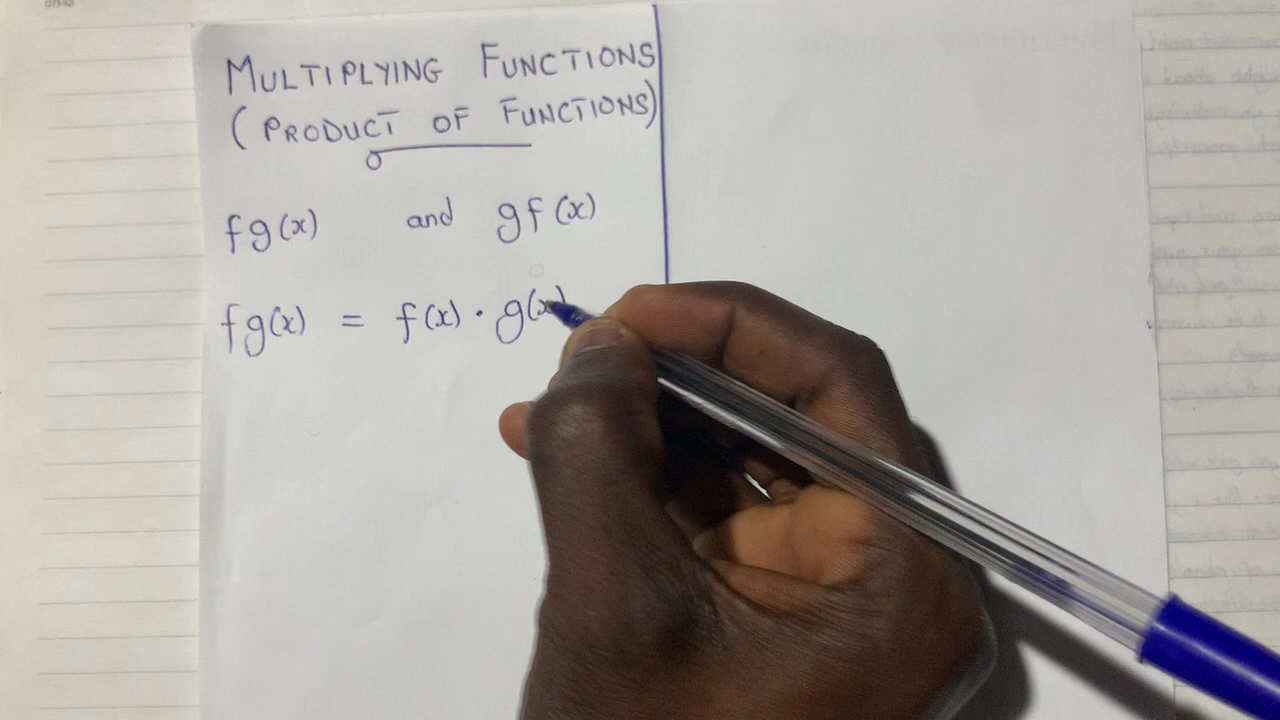 MULTIPLYING FUNCTIONS
(PRODUCT OF FUNCTIONS)
fg(x) and gf(x)
fg(x) = f(x) · g(x)